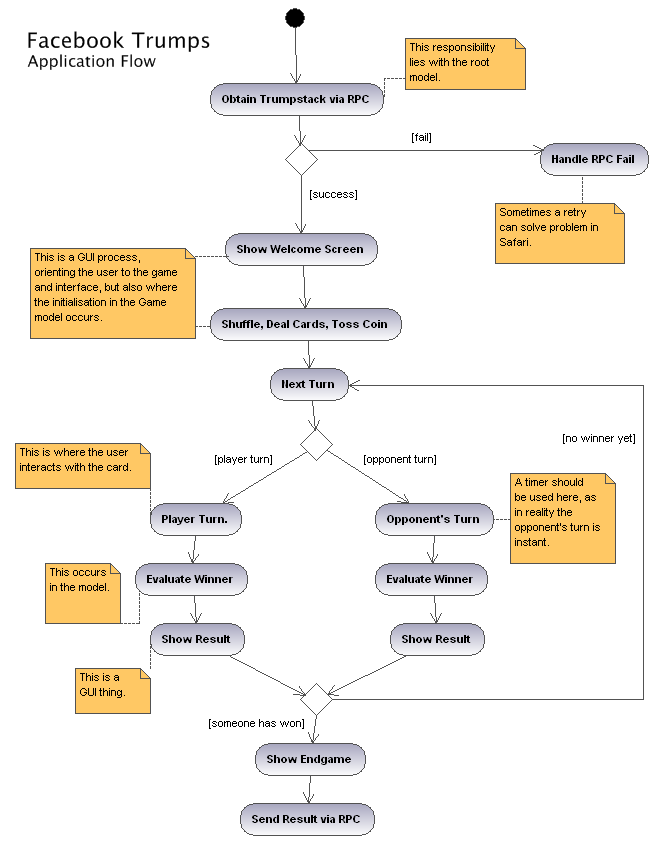 Facebook Trumps
Application Flow
This responsibility
lies with the root
model.
Obtain Trumpstack via RPC
[fail]
Handle RPC Fail
[success]
Sometimes a retry
can solve problem in
Safari.
Show Welcome Screen
This is a GUI process,
orienting the user to the game
and interface, but also where
the initialisation in the Game
model occurs.
Shuffle, Deal Cards, Toss Coin
Next Turn
[no winner yet]
[player turn]
[opponent turn]
This is where the user
interacts with the card.
A timer should
be used here, as
in reality the
opponent's turn is
instant.
Player Turn.
Opponent's Turn
This occurs
in the model.
Evaluate Winner
Evaluate Winner
Show Result
Show Result
This is a
GUI thing.
[someone has won]
Show Endgame
Send Result via RPC